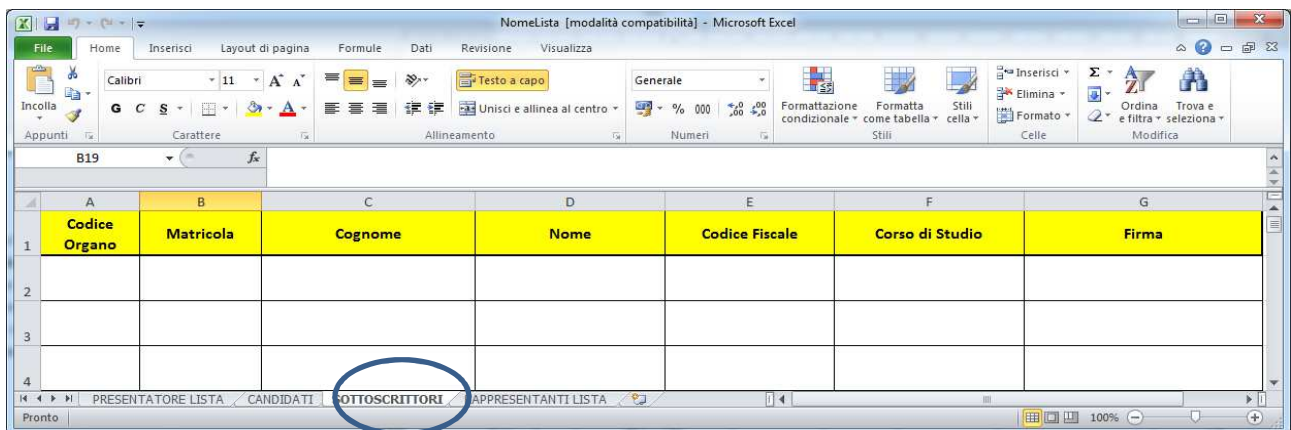 NomeLista [modalità compatibilità] - Microsoft Excel
File Home Inserisci Layout di pagina Formule Dati Revisione Visualizza
Incolla
Appunti
Calibri 11
G C S
Carattere
Testo a capo
Unisci e allinea al centro
Allineamento
Generale
% 000
Numeri
Formattazione condizionale
Formatta come tabella
Stili cella
Stili
Inserisci
Elimina
Formato
Celle
Ordina e filtra
Trova e seleziona
Modifica
B19 fx
A B C D E F G
1 Codice Organo Matricola Cognome Nome Codice Fiscale Corso di Studio Firma
2
3
4
PRESENTATORE LISTA CANDIDATI SOTTOSCRITTORI RAPPRESENTANTI LISTA
Pronto 100%